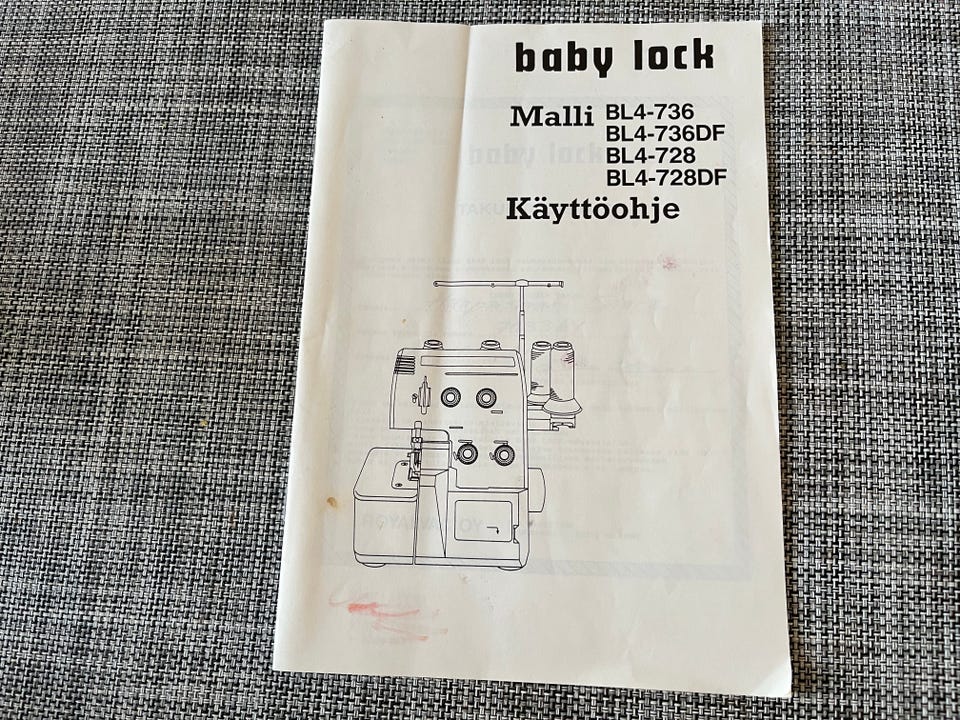 baby lock
Malli BL4-736
BL4-736DF
BL4-728
BL4-728DF
Käyttöohje